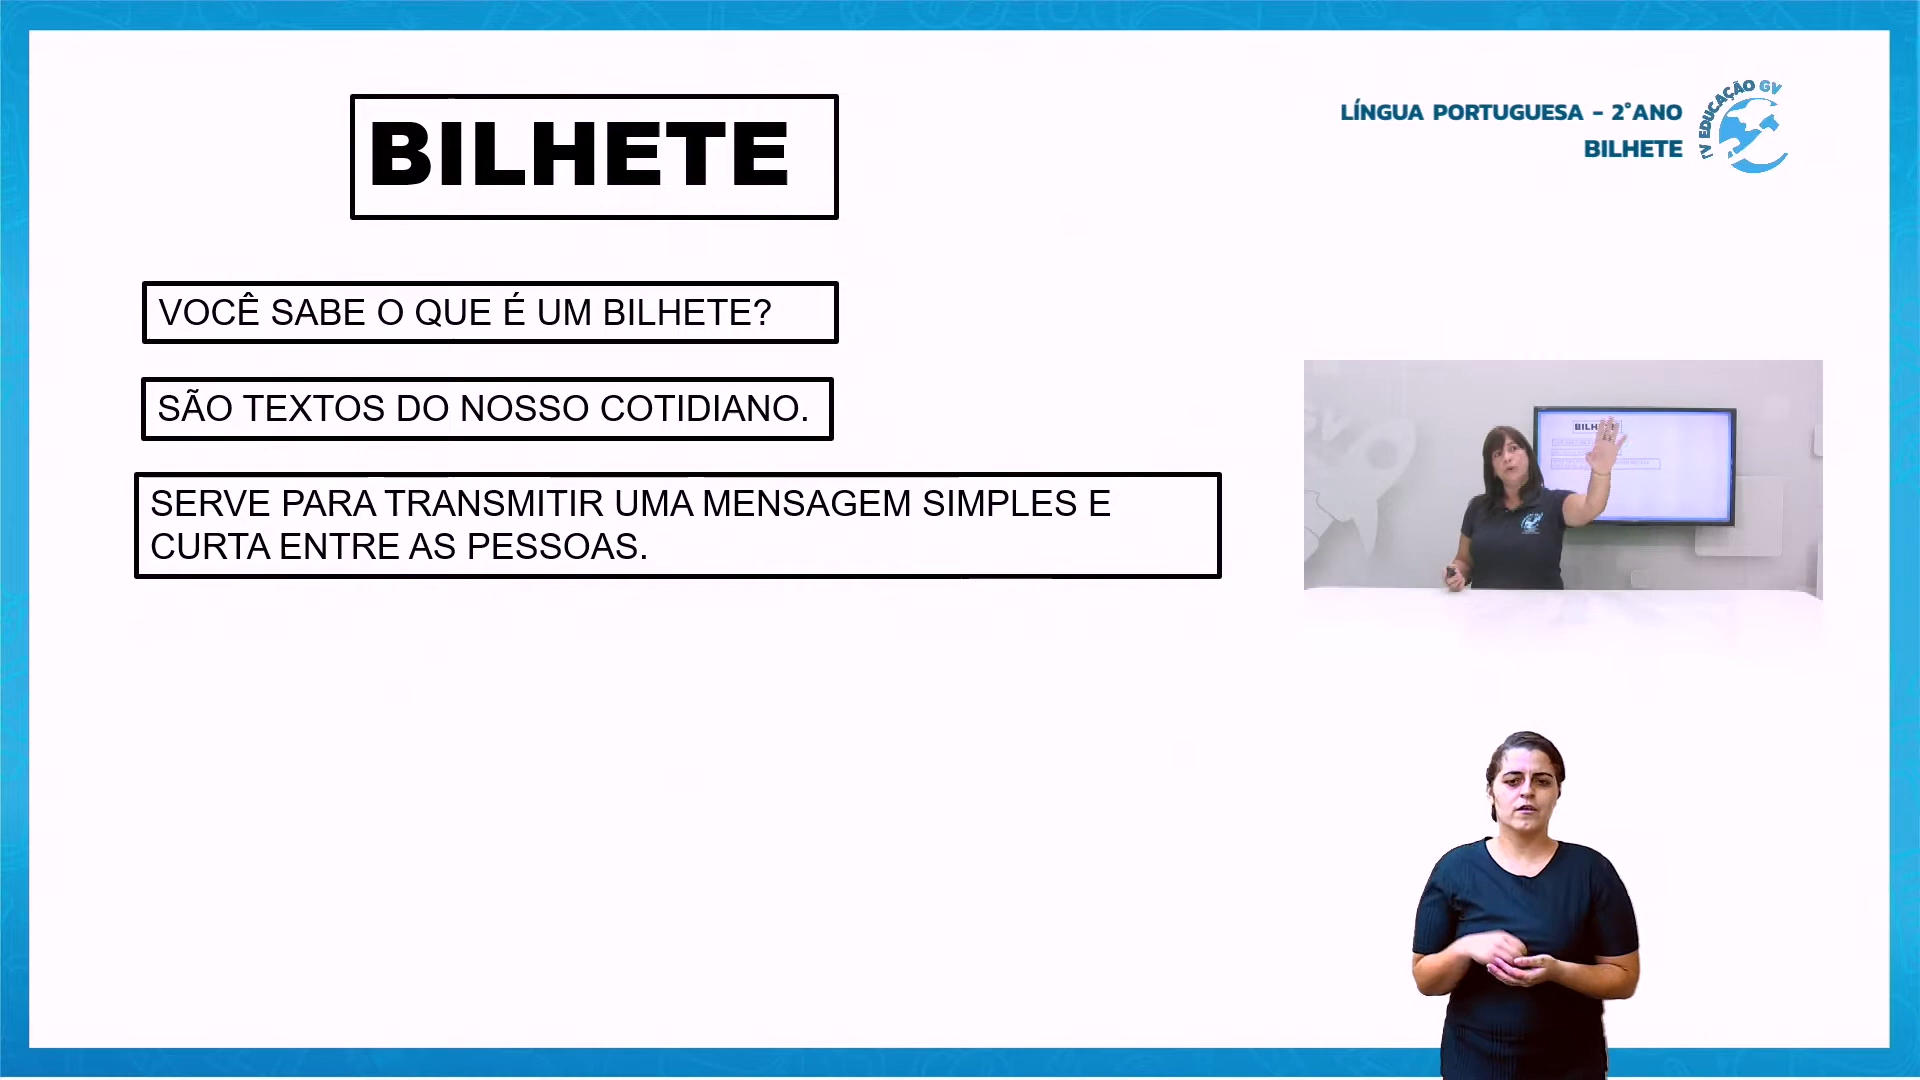 BILHETE
LÍNGUA PORTUGUESA - 2°ANO
BILHETE
TV EDUCAÇÃO GV
VOCÊ SABE O QUE É UM BILHETE?
SÃO TEXTOS DO NOSSO COTIDIANO.
SERVE PARA TRANSMITIR UMA MENSAGEM SIMPLES E
CURTA ENTRE AS PESSOAS.